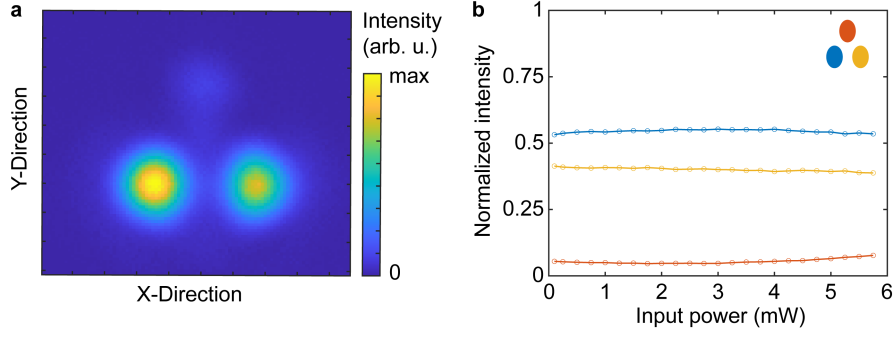 a
Intensity
(arb. u.)
max
0
Y-Direction
X-Direction
b
1
0.75
0.5
0.25
0
Normalized intensity
0 1 2 3 4 5 6
Input power (mW)